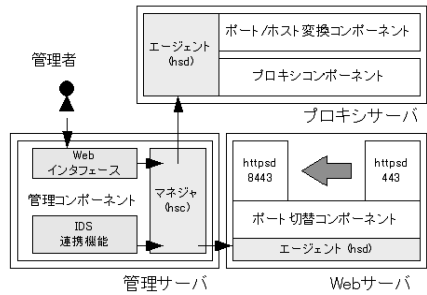 エージェント
(hsd)
ポート/ホスト変換コンポーネント
プロキシコンポーネント
プロキシサーバ
管理者
Web
インタフェース
管理コンポーネント
IDS
連携機能
マネジャ
(hsc)
管理サーバ
httpsd
8443
httpsd
443
ポート切替コンポーネント
エージェント (hsd)
Webサーバ